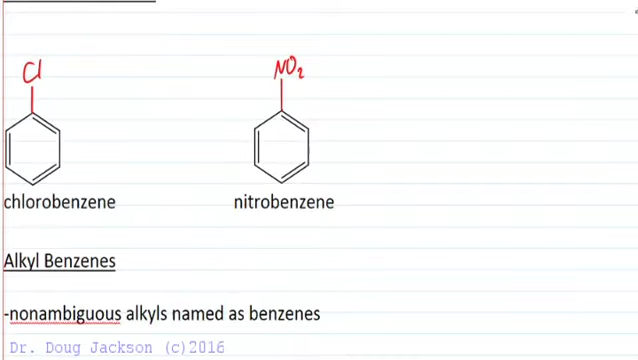 Cl NO₂
chlorobenzene nitrobenzene
Alkyl Benzenes
-nonambiguous alkyls named as benzenes
Dr. Doug Jackson (c)2016